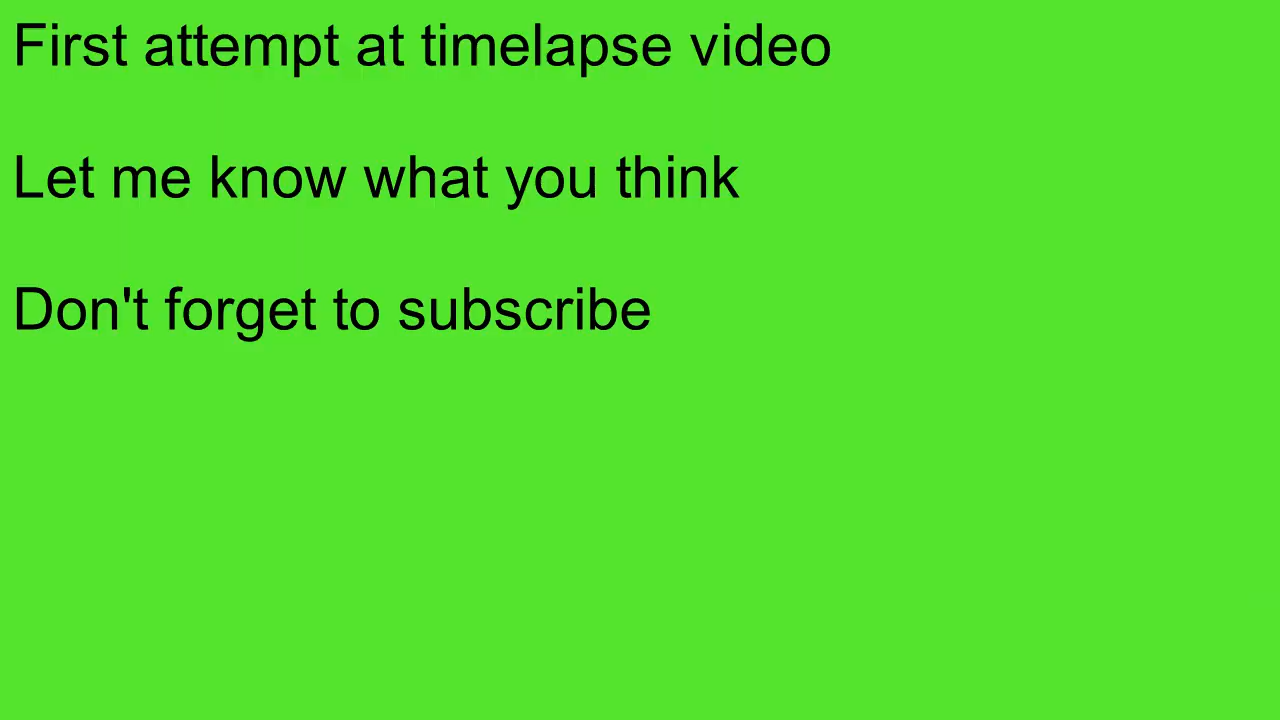 First attempt at timelapse video
Let me know what you think
Don't forget to subscribe